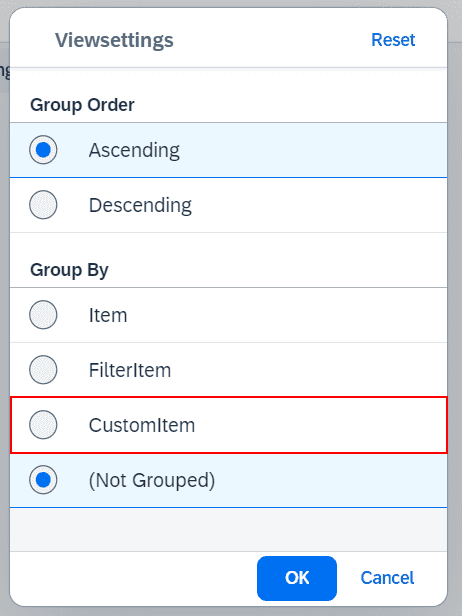 Viewsettings
Reset
Group Order
Ascending
Descending
Group By
Item
FilterItem
CustomItem
(Not Grouped)
OK
Cancel